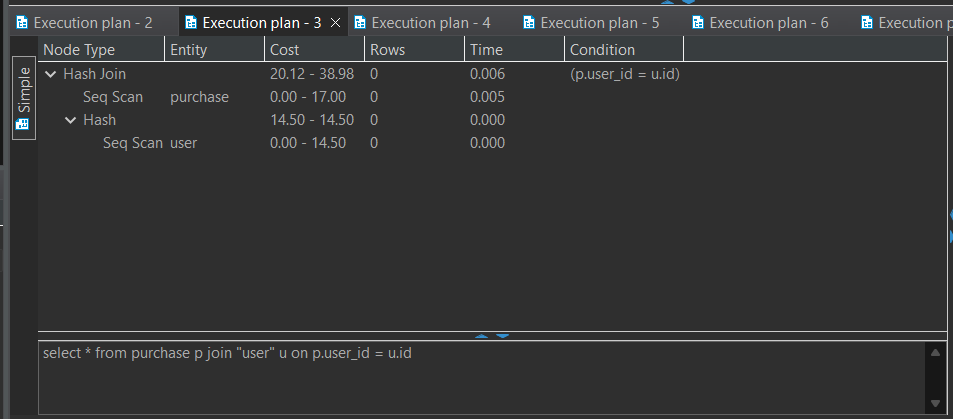 Execution plan - 2 Execution plan - 3 Execution plan - 4 Execution plan - 5 Execution plan - 6 Execution p
Simple
Node Type Entity Cost Rows Time Condition
Hash Join 20.12 - 38.98 0 0.006 (p.user_id = u.id)
Seq Scan purchase 0.00 - 17.00 0 0.005
Hash 14.50 - 14.50 0 0.000
Seq Scan user 0.00 - 14.50 0 0.000
select * from purchase p join "user" u on p.user_id = u.id